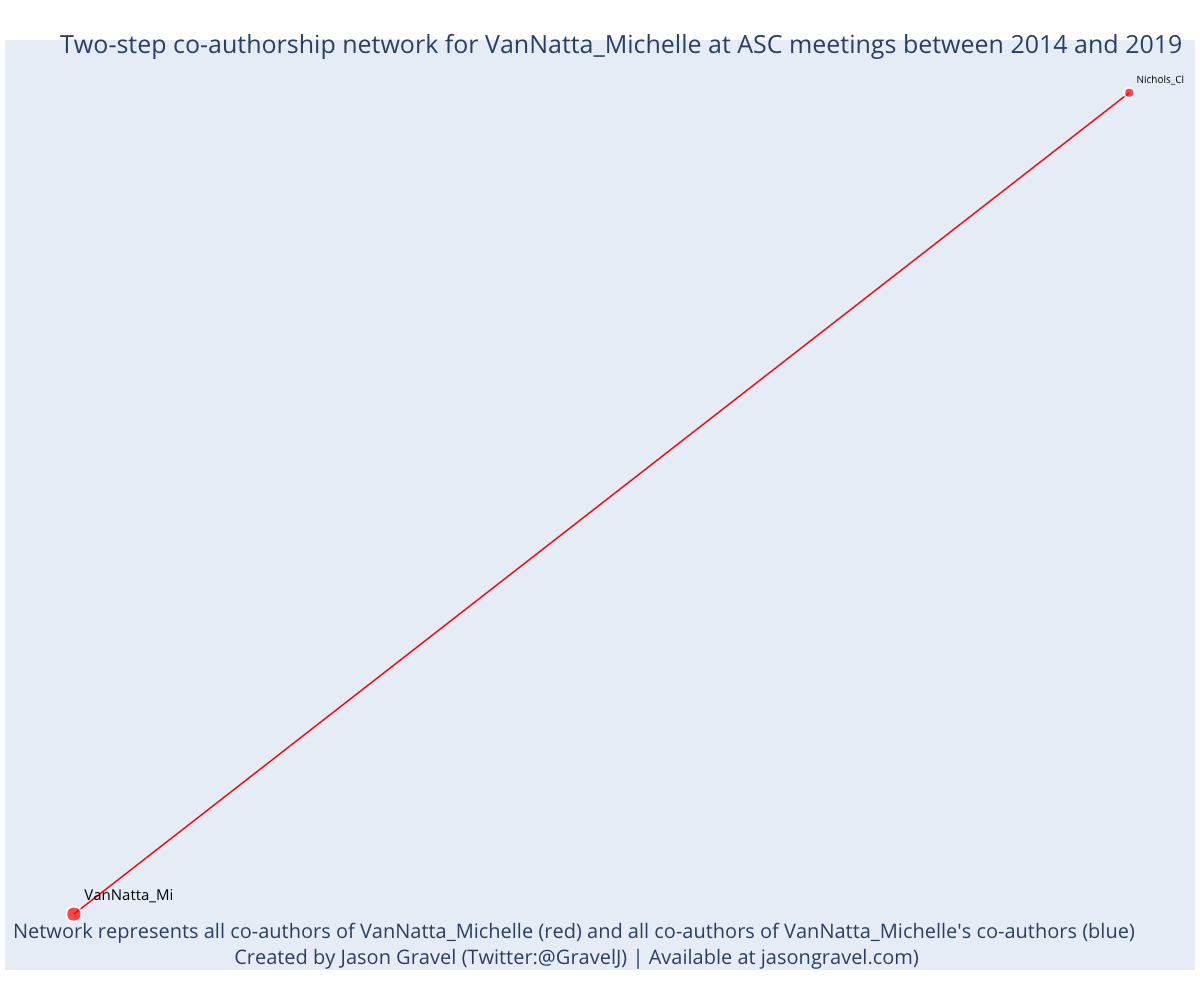 Two-step co-authorship network for VanNatta_Michelle at ASC meetings between 2014 and 2019
Nichols_Cl
VanNatta_Mi
Network represents all co-authors of VanNatta_Michelle (red) and all co-authors of VanNatta_Michelle's co-authors (blue)
Created by Jason Gravel (Twitter:@GravelJ) | Available at jasongravel.com)